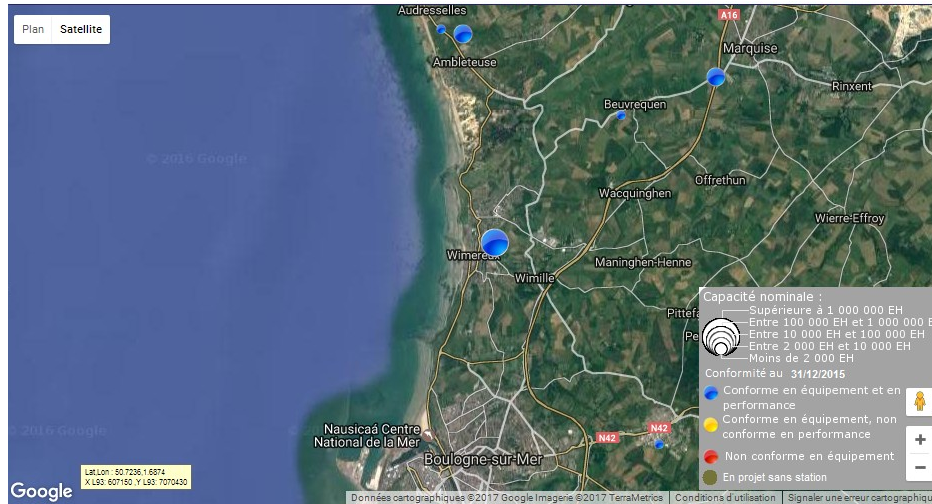 Audresselles
A16
Plan
Satellite
Marquise
Ambleteuse
Rinxent
Beuvrequen
© 2016 Google
Offrethun
Wacquinghen
Wierre-Effroy
Wimereux
Maninghen-Henne
Wimille
Capacité nominale :
Supérieure à 1 000 000 EH
Entre 100 000 EH et 1 000 000 E
Entre 10 000 EH et 100 000 EH
Entre 2 000 EH et 10 000 EH
Moins de 2 000 EH
Pittefa
Pe
Conformité au 31/12/2015
Conforme en équipement et en
performance
Conforme en équipement, non
conforme en performance
Non conforme en équipement
En projet sans station
Nausicaá Centre
National de la Mer
N42
N42
2016 Google
Boulogne-sur-Mer
Lat,Lon : 50.7236,1.6874
X L93: 607150 ,Y L93: 7070430
Google
Données cartographiques ©2017 Google Imagerie ©2017 TerraMetrics
Conditions d'utilisation
Signaler une erreur cartographiqu